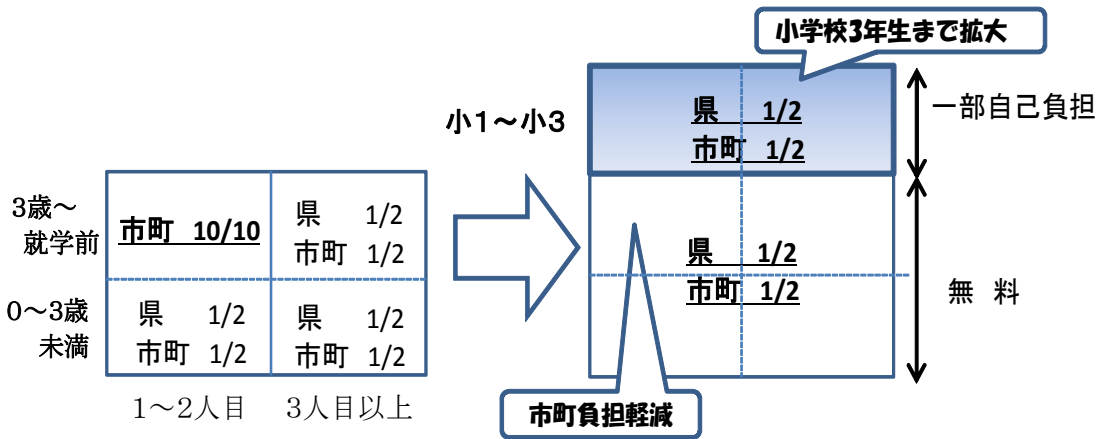 小学校3年生まで拡大
小1～小3
県 1/2
市町 1/2
一部自己負担
3歳～
就学前
市町 10/10
県 1/2
市町 1/2
0～3歳
未満
県 1/2
市町 1/2
県 1/2
市町 1/2
1～2人目
3人目以上
県 1/2
市町 1/2
無 料
市町負担軽減